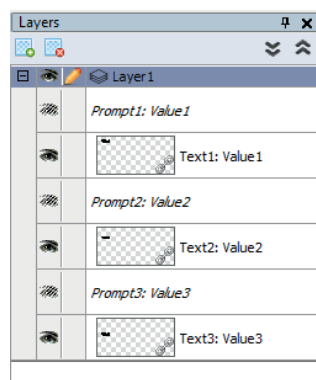 Layers
Layer1
Prompt1: Value1
Text1: Value1
Prompt2: Value2
Text2: Value2
Prompt3: Value3
Text3: Value3